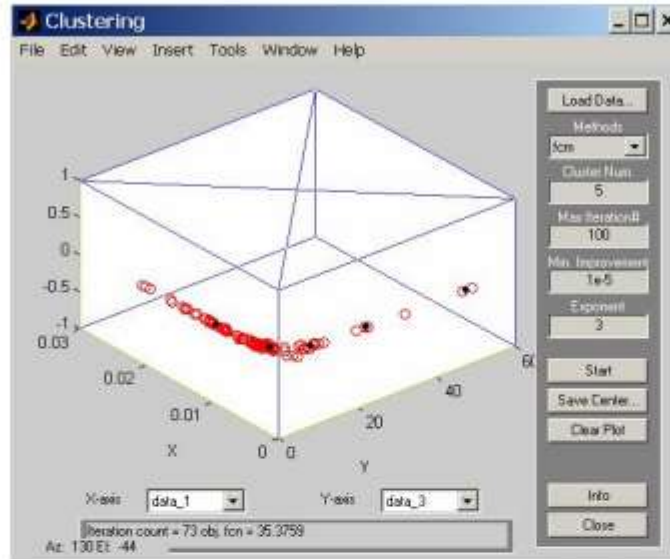 Clustering
File Edit View Insert Tools Window Help
Load Data...
Methods
fcm
Cluster Num
5
Max Iteration#
100
Min. Improvement
1e-5
Exponent
3
Start
Save Center...
Clear Plot
Info
Close
1
0.5
0
-0.5
-1
0.03
0.02
0.01
0
0
20
40
60
X
Y
X-axis data_1 Y-axis data_3
Iteration count = 73 obj. fcn = 35.3759
Az: 130 El: -44